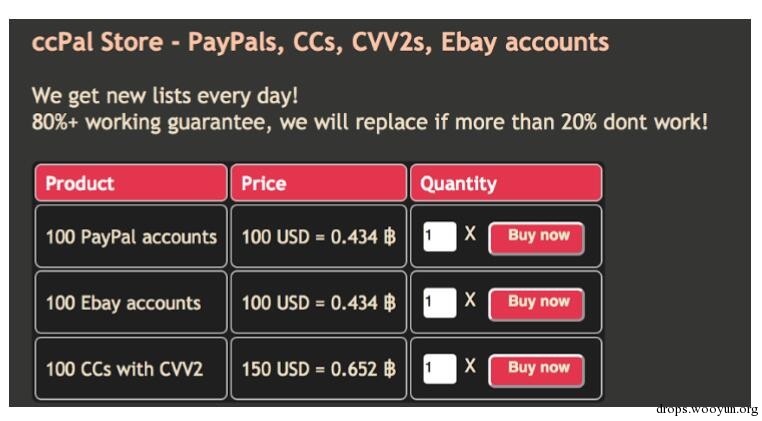 ccPal Store - PayPals, CCs, CVV2s, Ebay accounts
We get new lists every day!
80%+ working guarantee, we will replace if more than 20% dont work!
Product Price Quantity
100 PayPal accounts 100 USD = 0.434 ฿ 1 X Buy now
100 Ebay accounts 100 USD = 0.434 ฿ 1 X Buy now
100 CCs with CVV2 150 USD = 0.652 ฿ 1 X Buy now
drops.wooyun.org